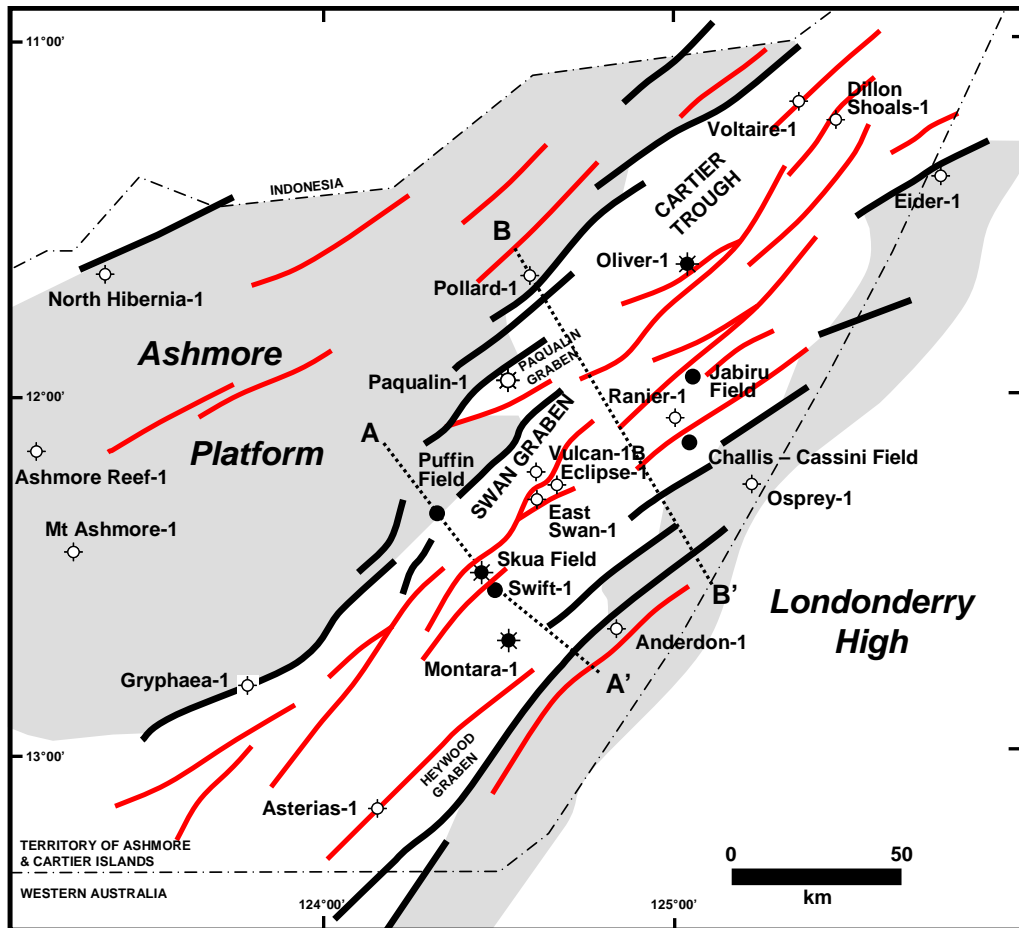 11°00'
Dillon
Shoals-1
Voltaire-1
INDONESIA
CARTIER
TROUGH
Eider-1
B
Oliver-1
North Hibernia-1
Pollard-1
Ashmore
PAQUALIN
GRABEN
Paqualin-1
Jabiru
Field
Ranier-1
12°00'
A
Platform
SWAN GRABEN
Puffin
Field
Vulcan-1B
Eclipse-1
Challis – Cassini Field
Ashmore Reef-1
Osprey-1
East
Swan-1
Mt Ashmore-1
Skua Field
Swift-1
B’
Londonderry
High
Anderdon-1
Montara-1
A’
Gryphaea-1
13°00'
HEYWOOD
GRABEN
Asterias-1
TERRITORY OF ASHMORE
& CARTIER ISLANDS
WESTERN AUSTRALIA
0 50
km
124°00'
125°00'